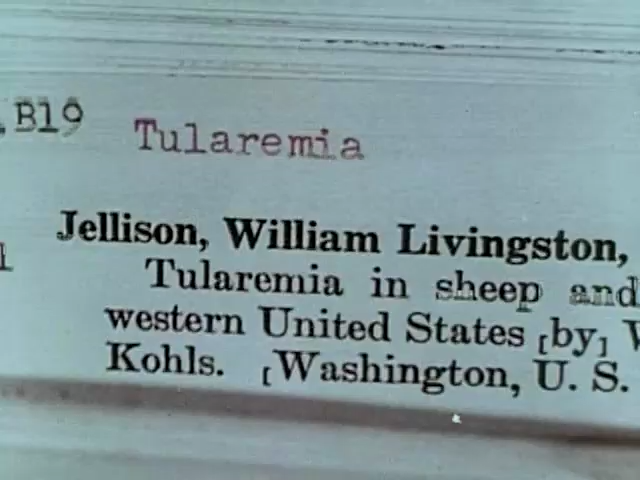 .B19 Tularemia
Jellison, William Livingston,
Tularemia in sheep and
western United States [by]
Kohls. [Washington, U. S.